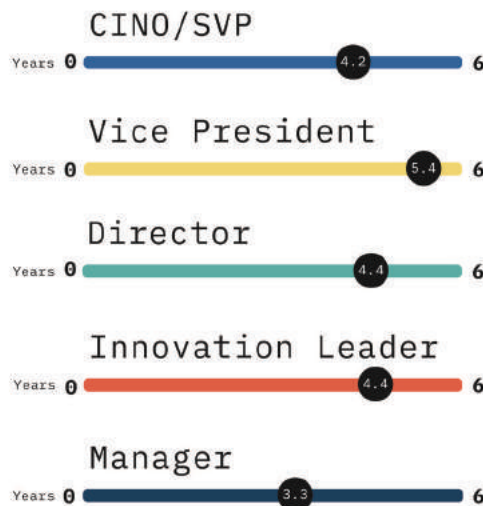 CINO/SVP
Years 0 4.2 6
Vice President
Years 0 5.4 6
Director
Years 0 4.4 6
Innovation Leader
Years 0 4.4 6
Manager
Years 0 3.3 6